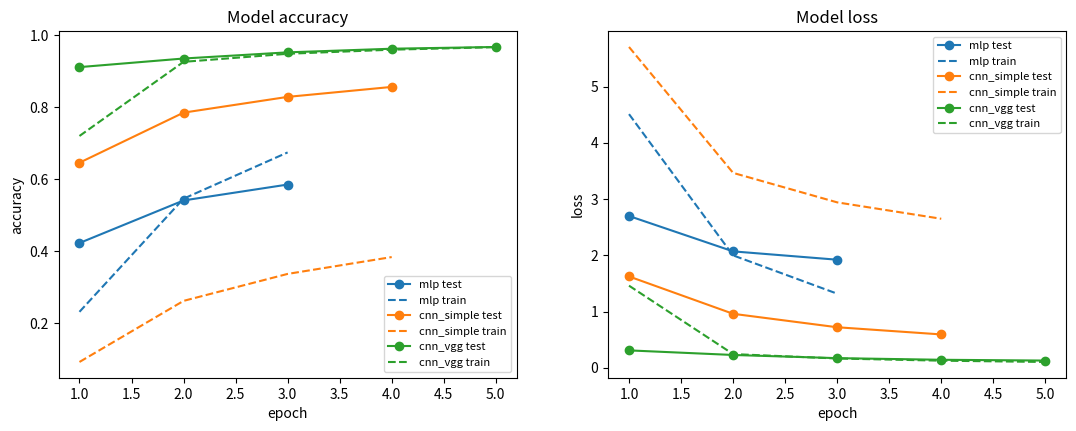 Model accuracy
accuracy
1.0
0.8
0.6
0.4
0.2
mlp test
mlp train
cnn_simple test
cnn_simple train
cnn_vgg test
cnn_vgg train
1.0 1.5 2.0 2.5 3.0 3.5 4.0 4.5 5.0
epoch
Model loss
loss
5
4
3
2
1
0
mlp test
mlp train
cnn_simple test
cnn_simple train
cnn_vgg test
cnn_vgg train
1.0 1.5 2.0 2.5 3.0 3.5 4.0 4.5 5.0
epoch